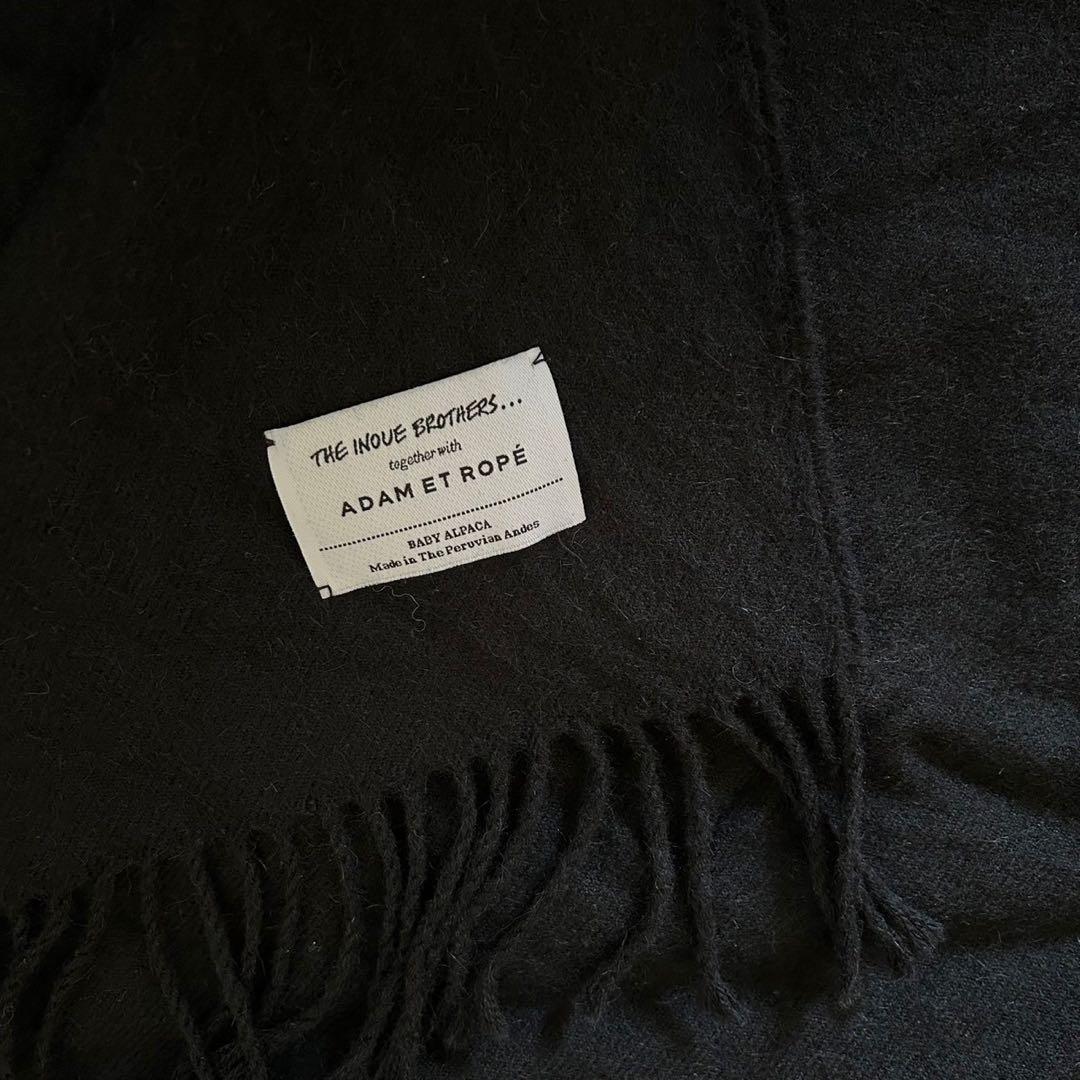 THE INOUE BROTHERS...
together with
ADAM ET ROPÉ
BABY ALPACA
Made in The Peruvian Andes